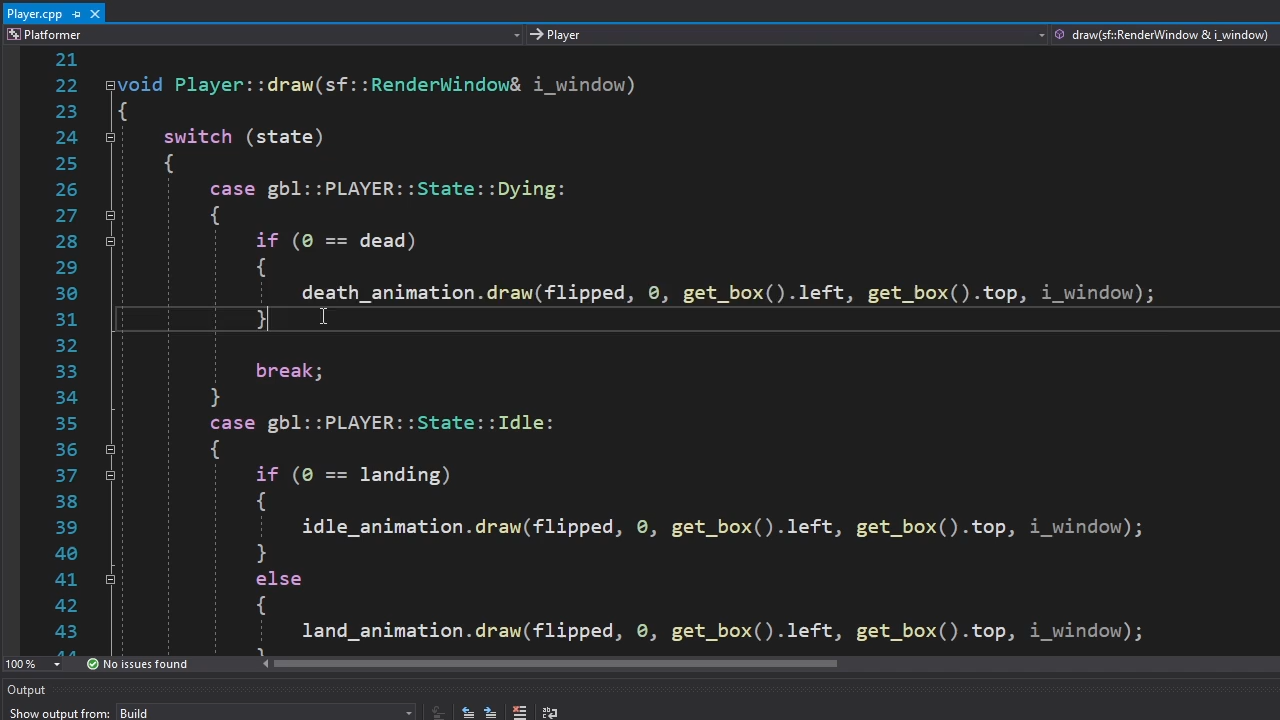 Player.cpp
Platformer
Player
draw(sf::RenderWindow & i_window)
21
22 void Player::draw(sf::RenderWindow& i_window)
23 {
24 switch (state)
25 {
26 case gbl::PLAYER::State::Dying:
27 {
28 if (0 == dead)
29 {
30 death_animation.draw(flipped, 0, get_box().left, get_box().top, i_window);
31 }
32
33 break;
34 }
35 case gbl::PLAYER::State::Idle:
36 {
37 if (0 == landing)
38 {
39 idle_animation.draw(flipped, 0, get_box().left, get_box().top, i_window);
40 }
41 else
42 {
43 land_animation.draw(flipped, 0, get_box().left, get_box().top, i_window);
44 }
100 %
No issues found
Output
Show output from: Build